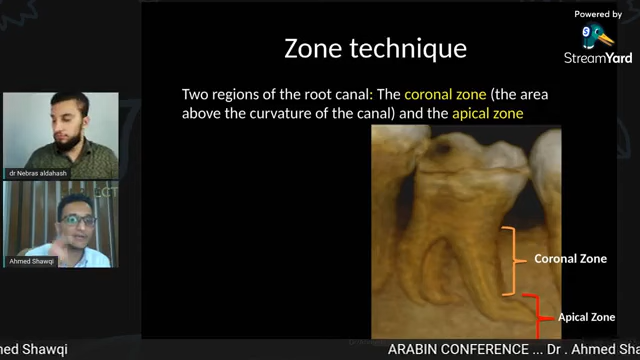 Powered by
StreamYard
Zone technique
Two regions of the root canal: The coronal zone (the area
above the curvature of the canal) and the apical zone
dr Nebras aldahash
Ahmed Shawqi
Coronal Zone
Apical Zone
ned Shawqi
ARABIN CONFERENCE ... Dr . Ahmed Sha